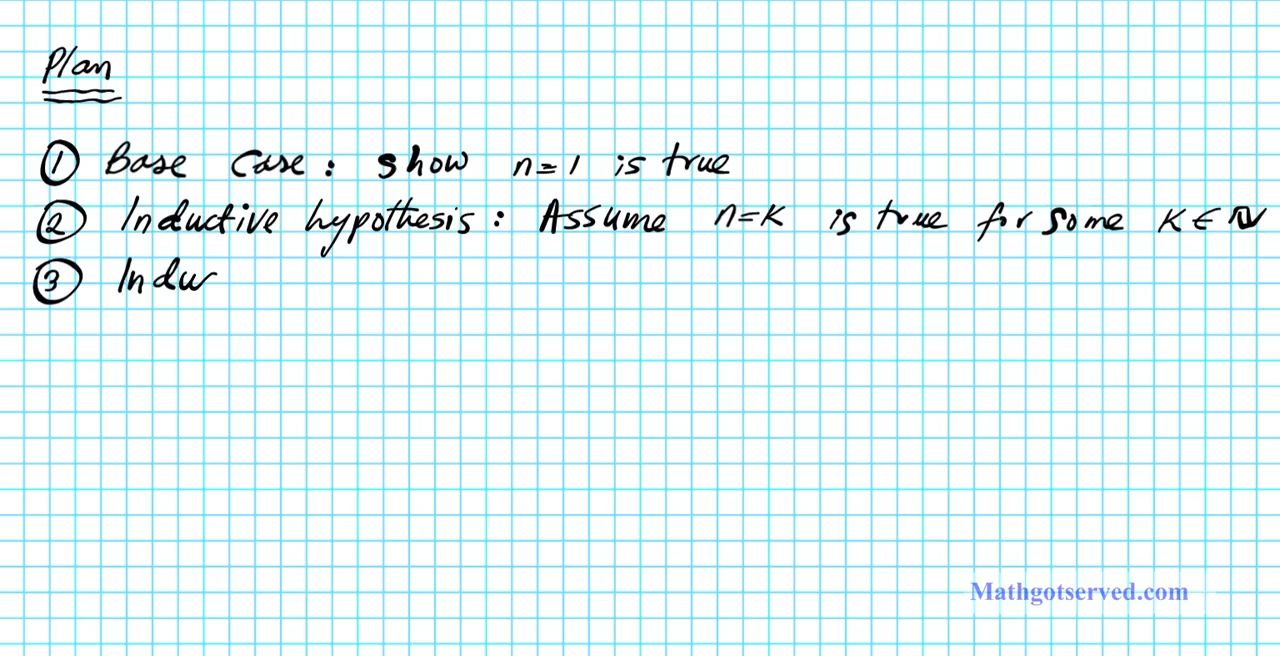 Plan
① Base Case: show n=1 is true
② Inductive hypothesis: Assume n=K is true for some K∈ℕ
③ Indu
Mathgotserved.com